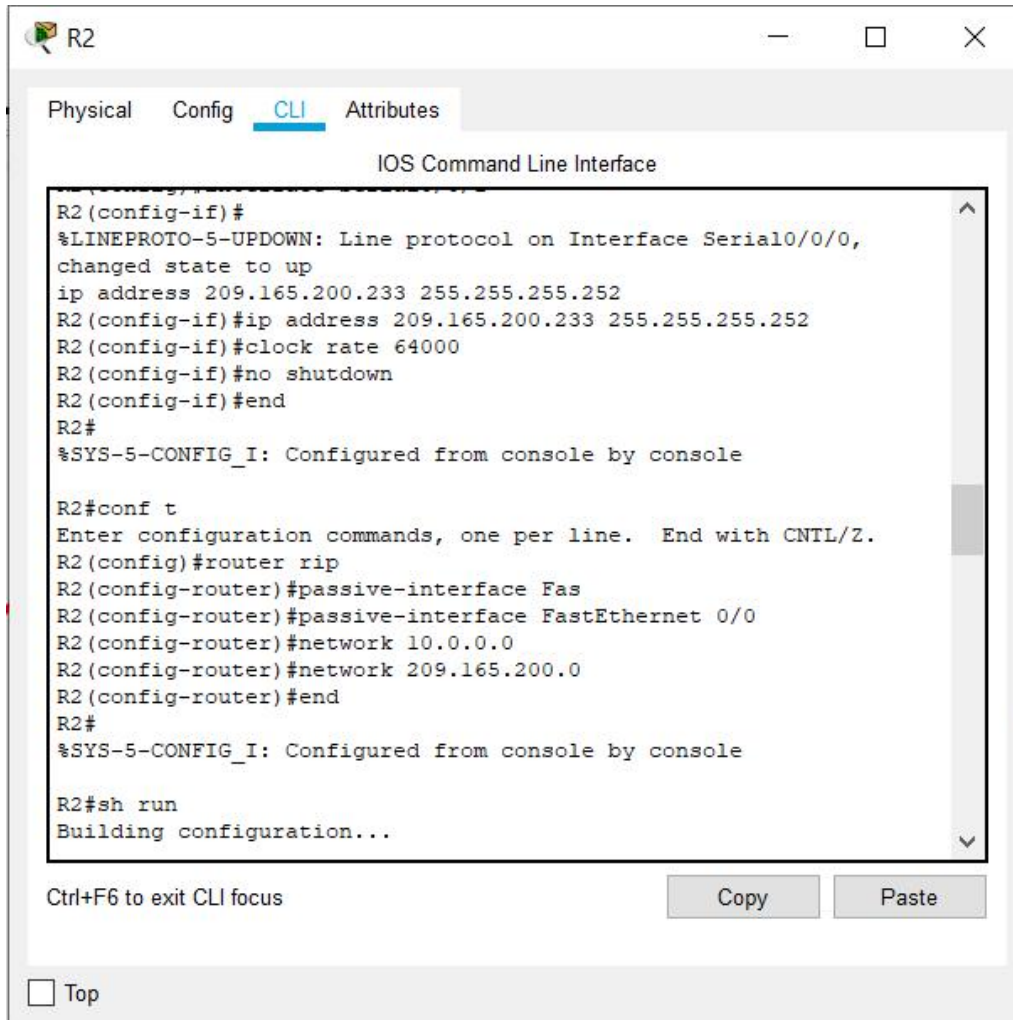 R2
Physical Config CLI Attributes
IOS Command Line Interface
R2(config-if)#
%LINEPROTO-5-UPDOWN: Line protocol on Interface Serial0/0/0,
changed state to up
ip address 209.165.200.233 255.255.255.252
R2(config-if)#ip address 209.165.200.233 255.255.255.252
R2(config-if)#clock rate 64000
R2(config-if)#no shutdown
R2(config-if)#end
R2#
%SYS-5-CONFIG_I: Configured from console by console
R2#conf t
Enter configuration commands, one per line.  End with CNTL/Z.
R2(config)#router rip
R2(config-router)#passive-interface Fas
R2(config-router)#passive-interface FastEthernet 0/0
R2(config-router)#network 10.0.0.0
R2(config-router)#network 209.165.200.0
R2(config-router)#end
R2#
%SYS-5-CONFIG_I: Configured from console by console
R2#sh run
Building configuration...
Ctrl+F6 to exit CLI focus
Copy Paste
Top